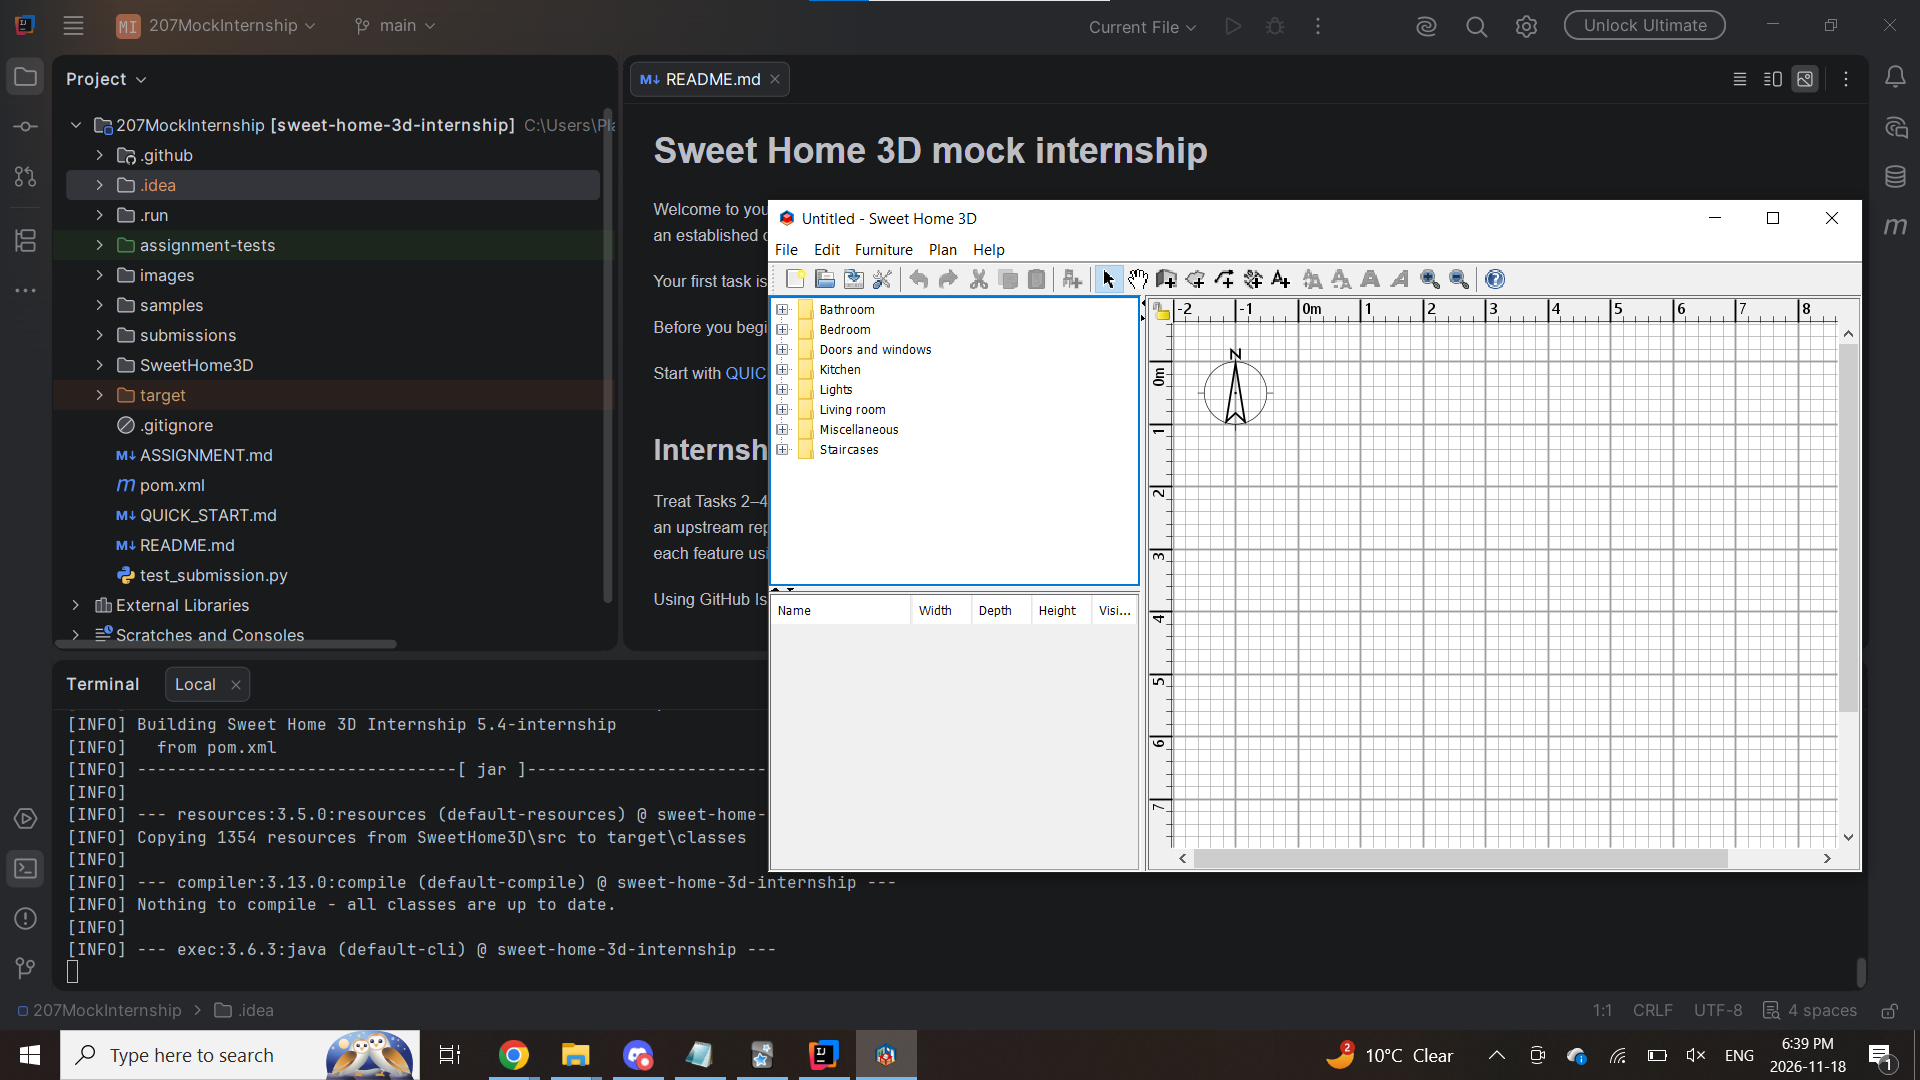 MI 207MockInternship main Current File Unlock Ultimate
Project
207MockInternship [sweet-home-3d-internship] C:\Users\Pl
.github
.idea
.run
assignment-tests
images
samples
submissions
SweetHome3D
target
.gitignore
M↓ ASSIGNMENT.md
m pom.xml
M↓ QUICK_START.md
M↓ README.md
test_submission.py
External Libraries
Scratches and Consoles
M↓ README.md
Sweet Home 3D mock internship
Welcome to you
an established
Your first task is
Before you begi
Start with QUIC
Internsh
Treat Tasks 2–4
an upstream rep
each feature usi
Using GitHub Is
Untitled - Sweet Home 3D
File Edit Furniture Plan Help
Bathroom
Bedroom
Doors and windows
Kitchen
Lights
Living room
Miscellaneous
Staircases
Name Width Depth Height Visi...
-2 -1 0m 1 2 3 4 5 6 7 8
N
0m
1
2
3
4
5
6
7
m
Terminal Local
[INFO] Building Sweet Home 3D Internship 5.4-internship
[INFO]   from pom.xml
[INFO] --------------------------------[ jar ]------------------------
[INFO]
[INFO] --- resources:3.5.0:resources (default-resources) @ sweet-home-
[INFO] Copying 1354 resources from SweetHome3D\src to target\classes
[INFO]
[INFO] --- compiler:3.13.0:compile (default-compile) @ sweet-home-3d-internship ---
[INFO] Nothing to compile - all classes are up to date.
[INFO]
[INFO] --- exec:3.6.3:java (default-cli) @ sweet-home-3d-internship ---
207MockInternship > .idea 1:1 CRLF UTF-8 4 spaces
Type here to search 2 10°C Clear ENG 6:39 PM
2026-11-18 1